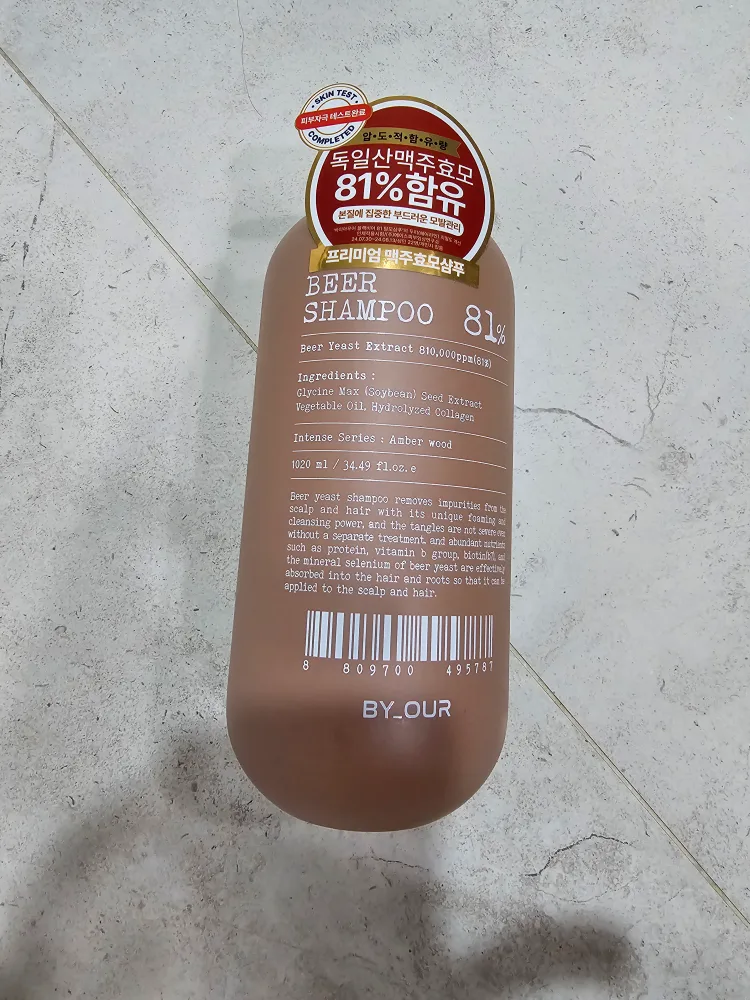 SKIN TEST
피부자극 테스트완료
COMPLETED
압·도·적·함·유·량
독일산맥주효모
81%함유
본질에 집중한 부드러운 모발관리
프리미엄 맥주효모샴푸
BEER
SHAMPOO 81%
Beer Yeast Extract 810,000ppm(81%)
Ingredients :
Glycine Max (Soybean) Seed Extract
Vegetable Oil, Hydrolyzed Collagen
Intense Series : Amber wood
1020 ml / 34.49 fl.oz. e
Beer yeast shampoo removes impurities from the
scalp and hair with its unique foaming and
cleansing power, and the tangles are not severe even
without a separate treatment, and abundant nutrients
such as protein, vitamin b group, biotin(b7), and
the mineral selenium of beer yeast are effectively
absorbed into the hair and roots so that it can be
applied to the scalp and hair.
8 809700 495787
BY_OUR